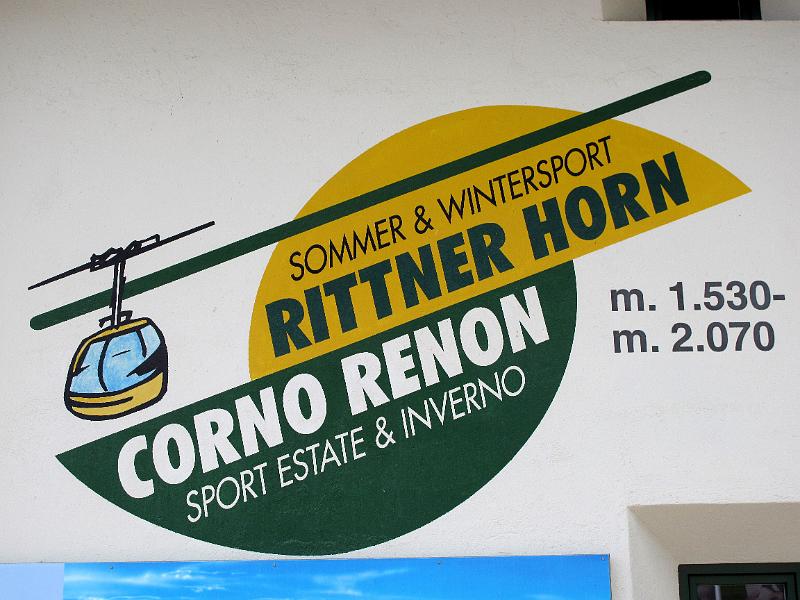 SOMMER & WINTERSPORT
RITTNER HORN
CORNO RENON
SPORT ESTATE & INVERNO
m. 1.530-
m. 2.070